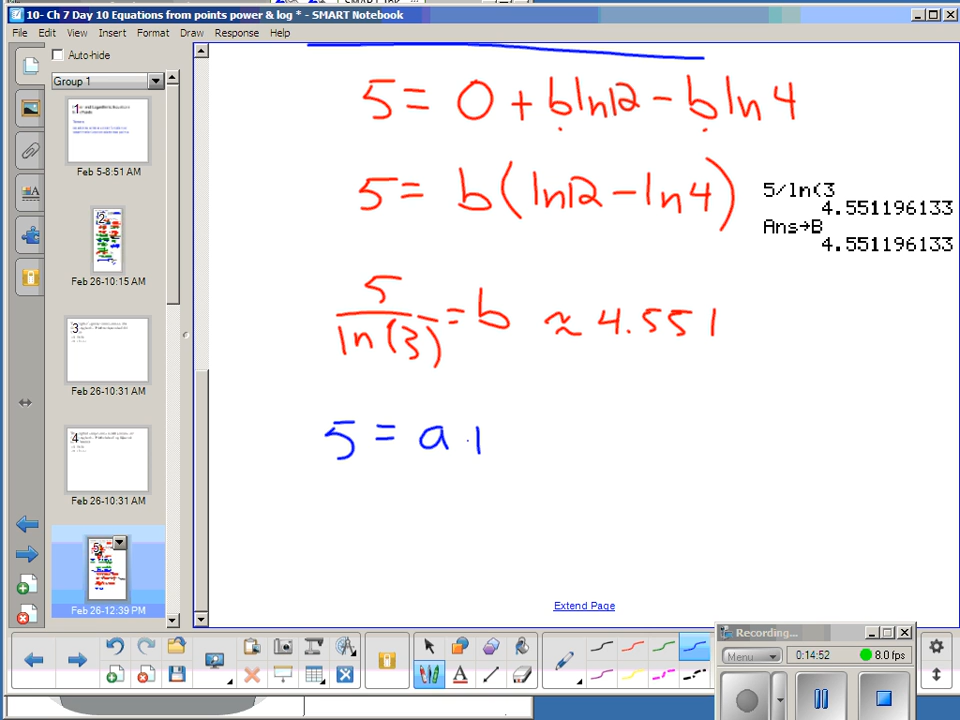 10- Ch 7 Day 10 Equations from points power & log * - SMART Notebook
File Edit View Insert Format Draw Response Help
Auto-hide
Group 1
1
Feb 5-8:51 AM
2
Feb 26-10:15 AM
3
Feb 26-10:31 AM
4
Feb 26-10:31 AM
5
Feb 26-12:39 PM
5 = 0 + b ln 12 - b ln 4
5 = b (ln 12 - ln 4)
5/ln(3
4.551196133
Ans→B
4.551196133
5
ln (3) = b ≈ 4.551
5 = a
Extend Page
Recording...
Menu 0:14:52 8.0 fps